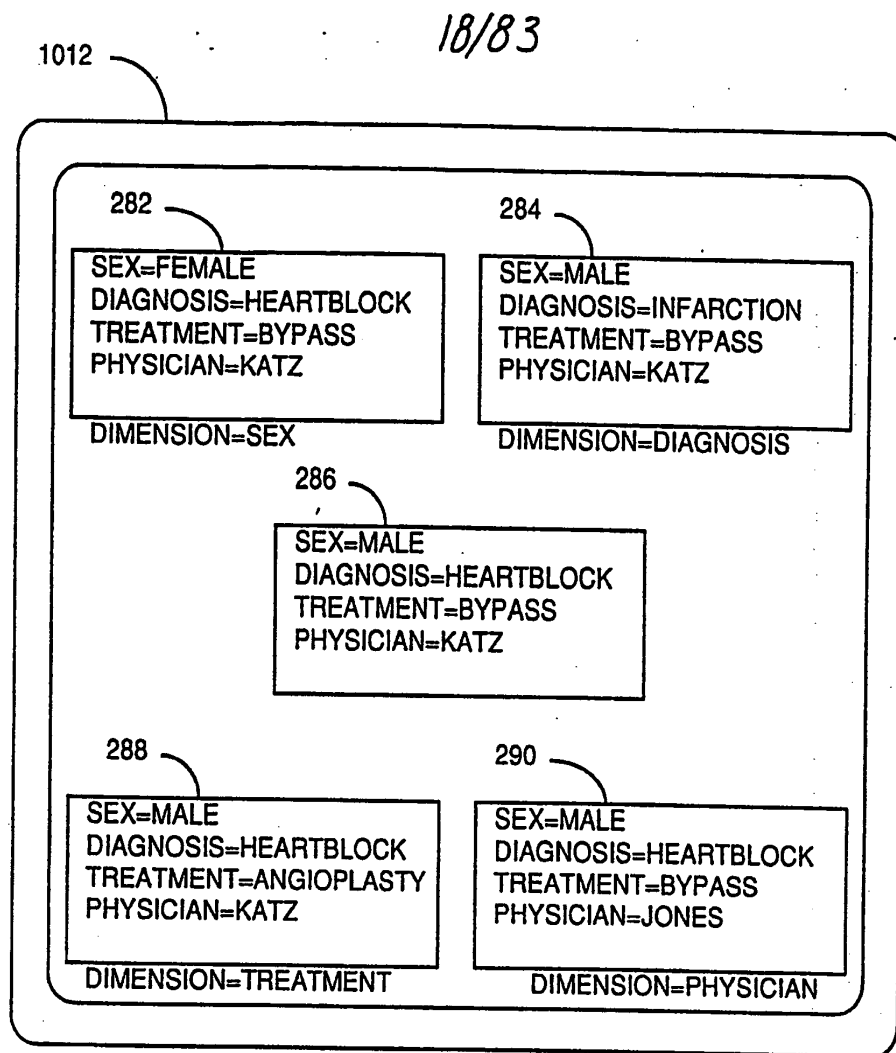 18/83
1012
282
SEX=FEMALE
DIAGNOSIS=HEARTBLOCK
TREATMENT=BYPASS
PHYSICIAN=KATZ
DIMENSION=SEX
284
SEX=MALE
DIAGNOSIS=INFARCTION
TREATMENT=BYPASS
PHYSICIAN=KATZ
DIMENSION=DIAGNOSIS
286
SEX=MALE
DIAGNOSIS=HEARTBLOCK
TREATMENT=BYPASS
PHYSICIAN=KATZ
288
SEX=MALE
DIAGNOSIS=HEARTBLOCK
TREATMENT=ANGIOPLASTY
PHYSICIAN=KATZ
DIMENSION=TREATMENT
290
SEX=MALE
DIAGNOSIS=HEARTBLOCK
TREATMENT=BYPASS
PHYSICIAN=JONES
DIMENSION=PHYSICIAN